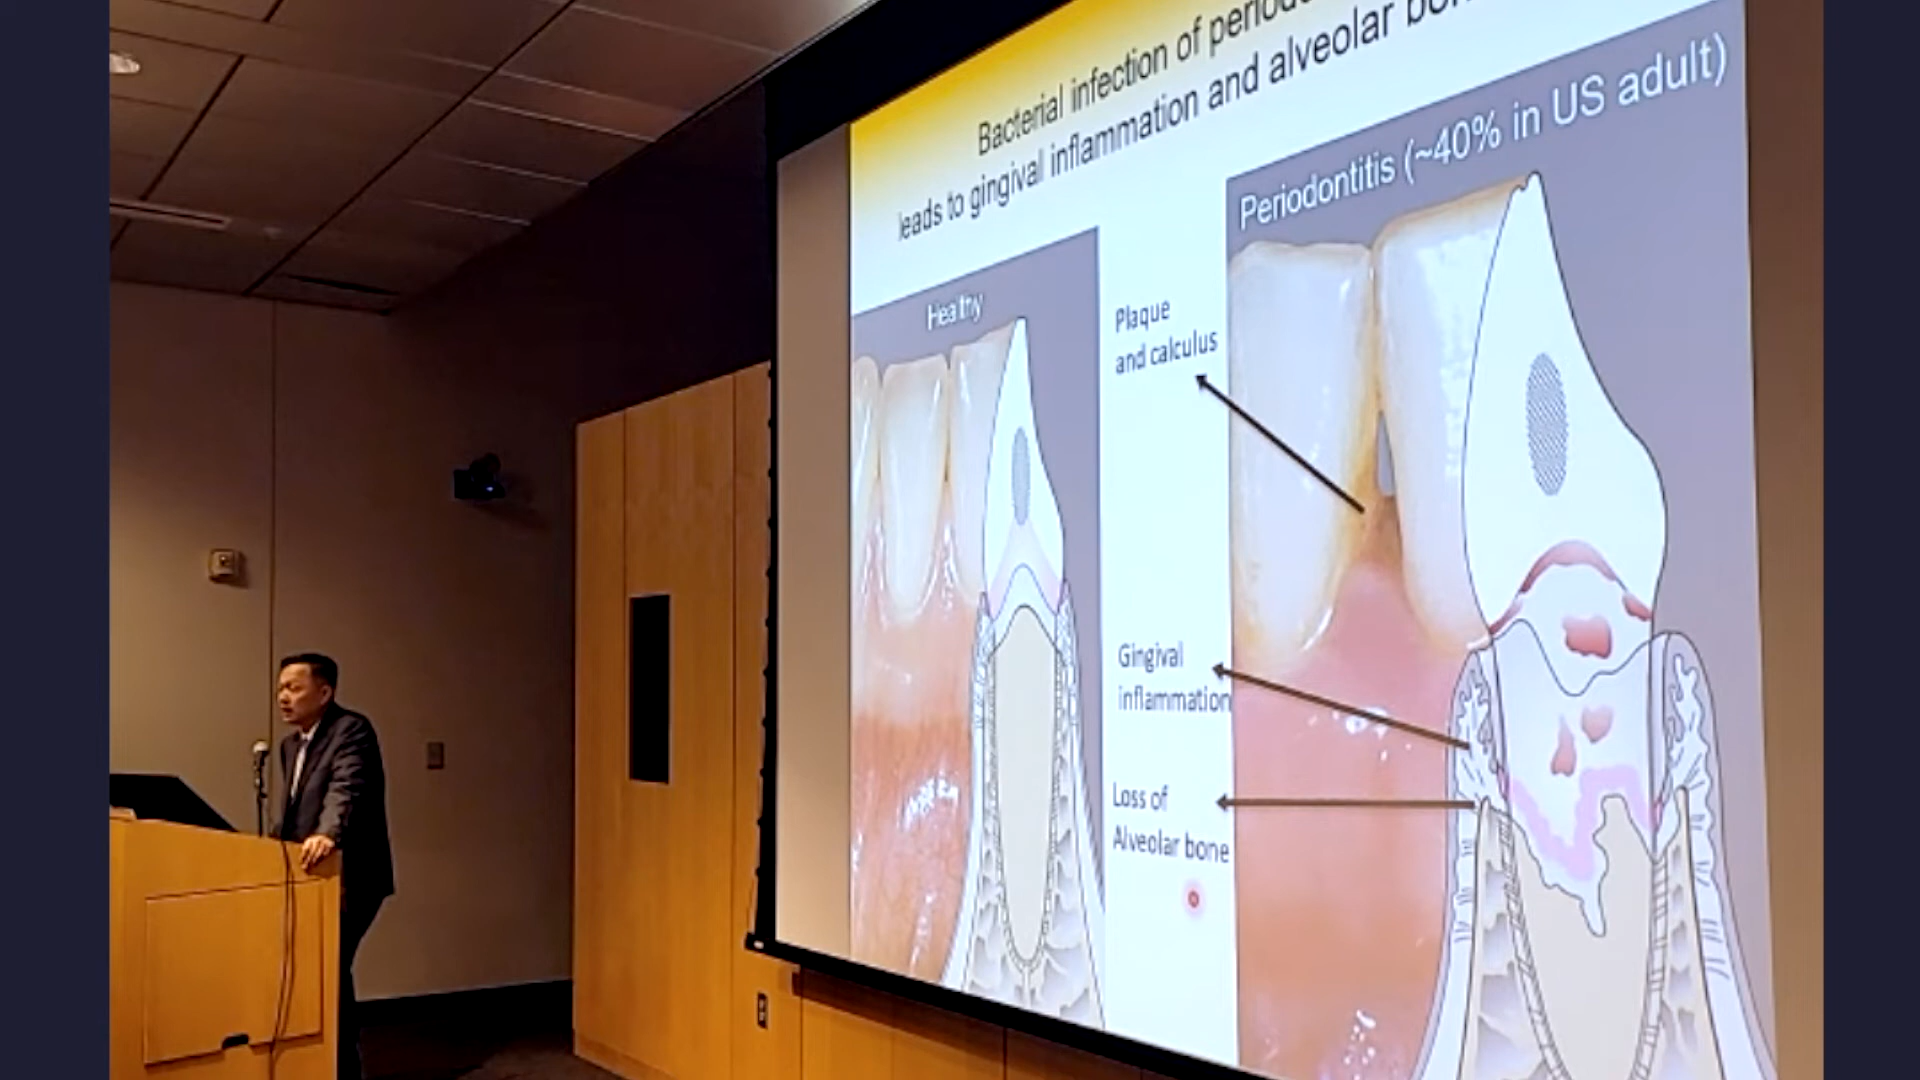 Bacterial infection of
leads to gingival inflammation and alveolar
Healthy
Periodontitis (~40% in US adult)
Plaque
and calculus
Gingival
inflammation
Loss of
Alveolar bone